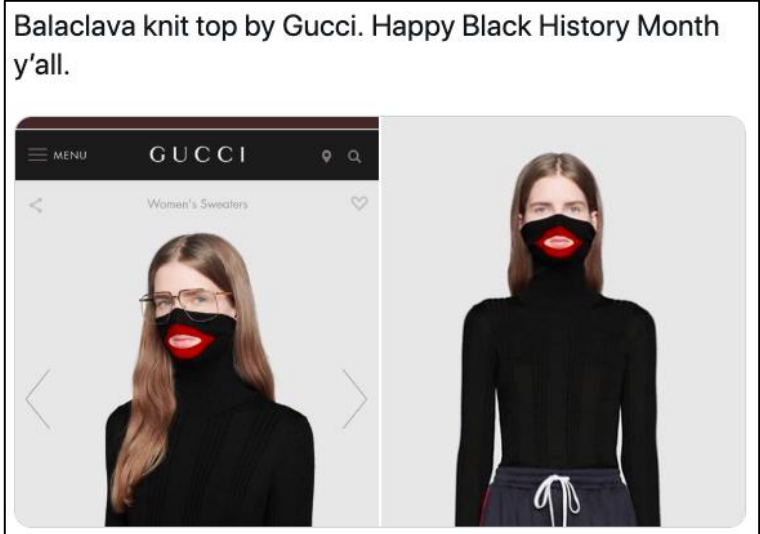 Balaclava knit top by Gucci. Happy Black History Month
y’all.
MENU
GUCCI
Women's Sweaters